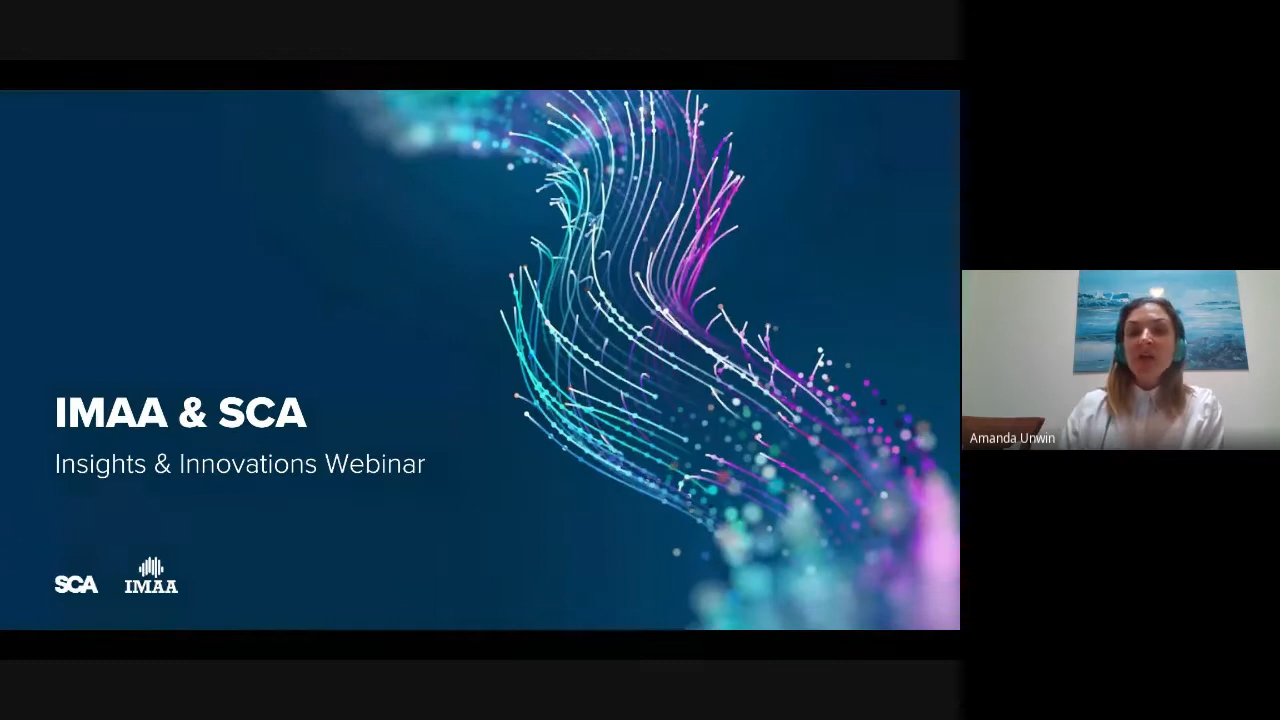 IMAA & SCA
Insights & Innovations Webinar
SCA
IMAA
Amanda Unwin